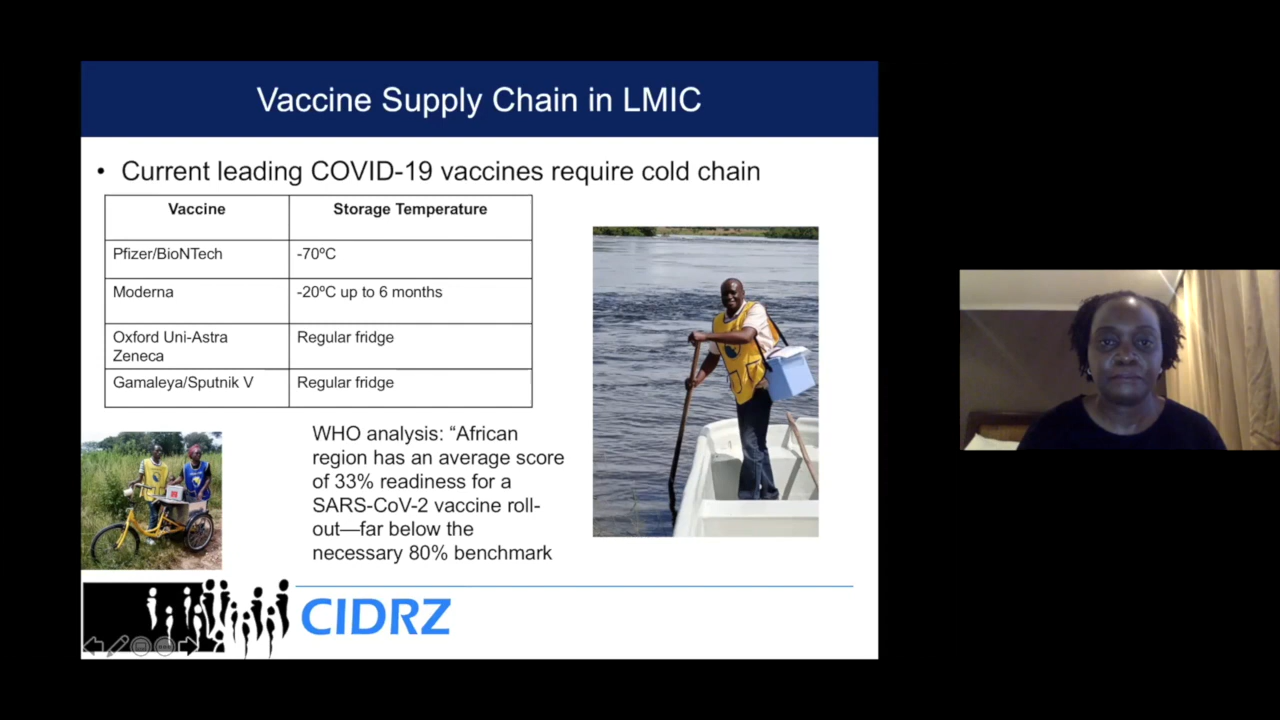 Vaccine Supply Chain in LMIC
• Current leading COVID-19 vaccines require cold chain
Vaccine Storage Temperature
Pfizer/BioNTech -70ºC
Moderna -20ºC up to 6 months
Oxford Uni-Astra Regular fridge
Zeneca
Gamaleya/Sputnik V Regular fridge
WHO analysis: “African
region has an average score
of 33% readiness for a
SARS-CoV-2 vaccine roll-
out—far below the
necessary 80% benchmark
CIDRZ